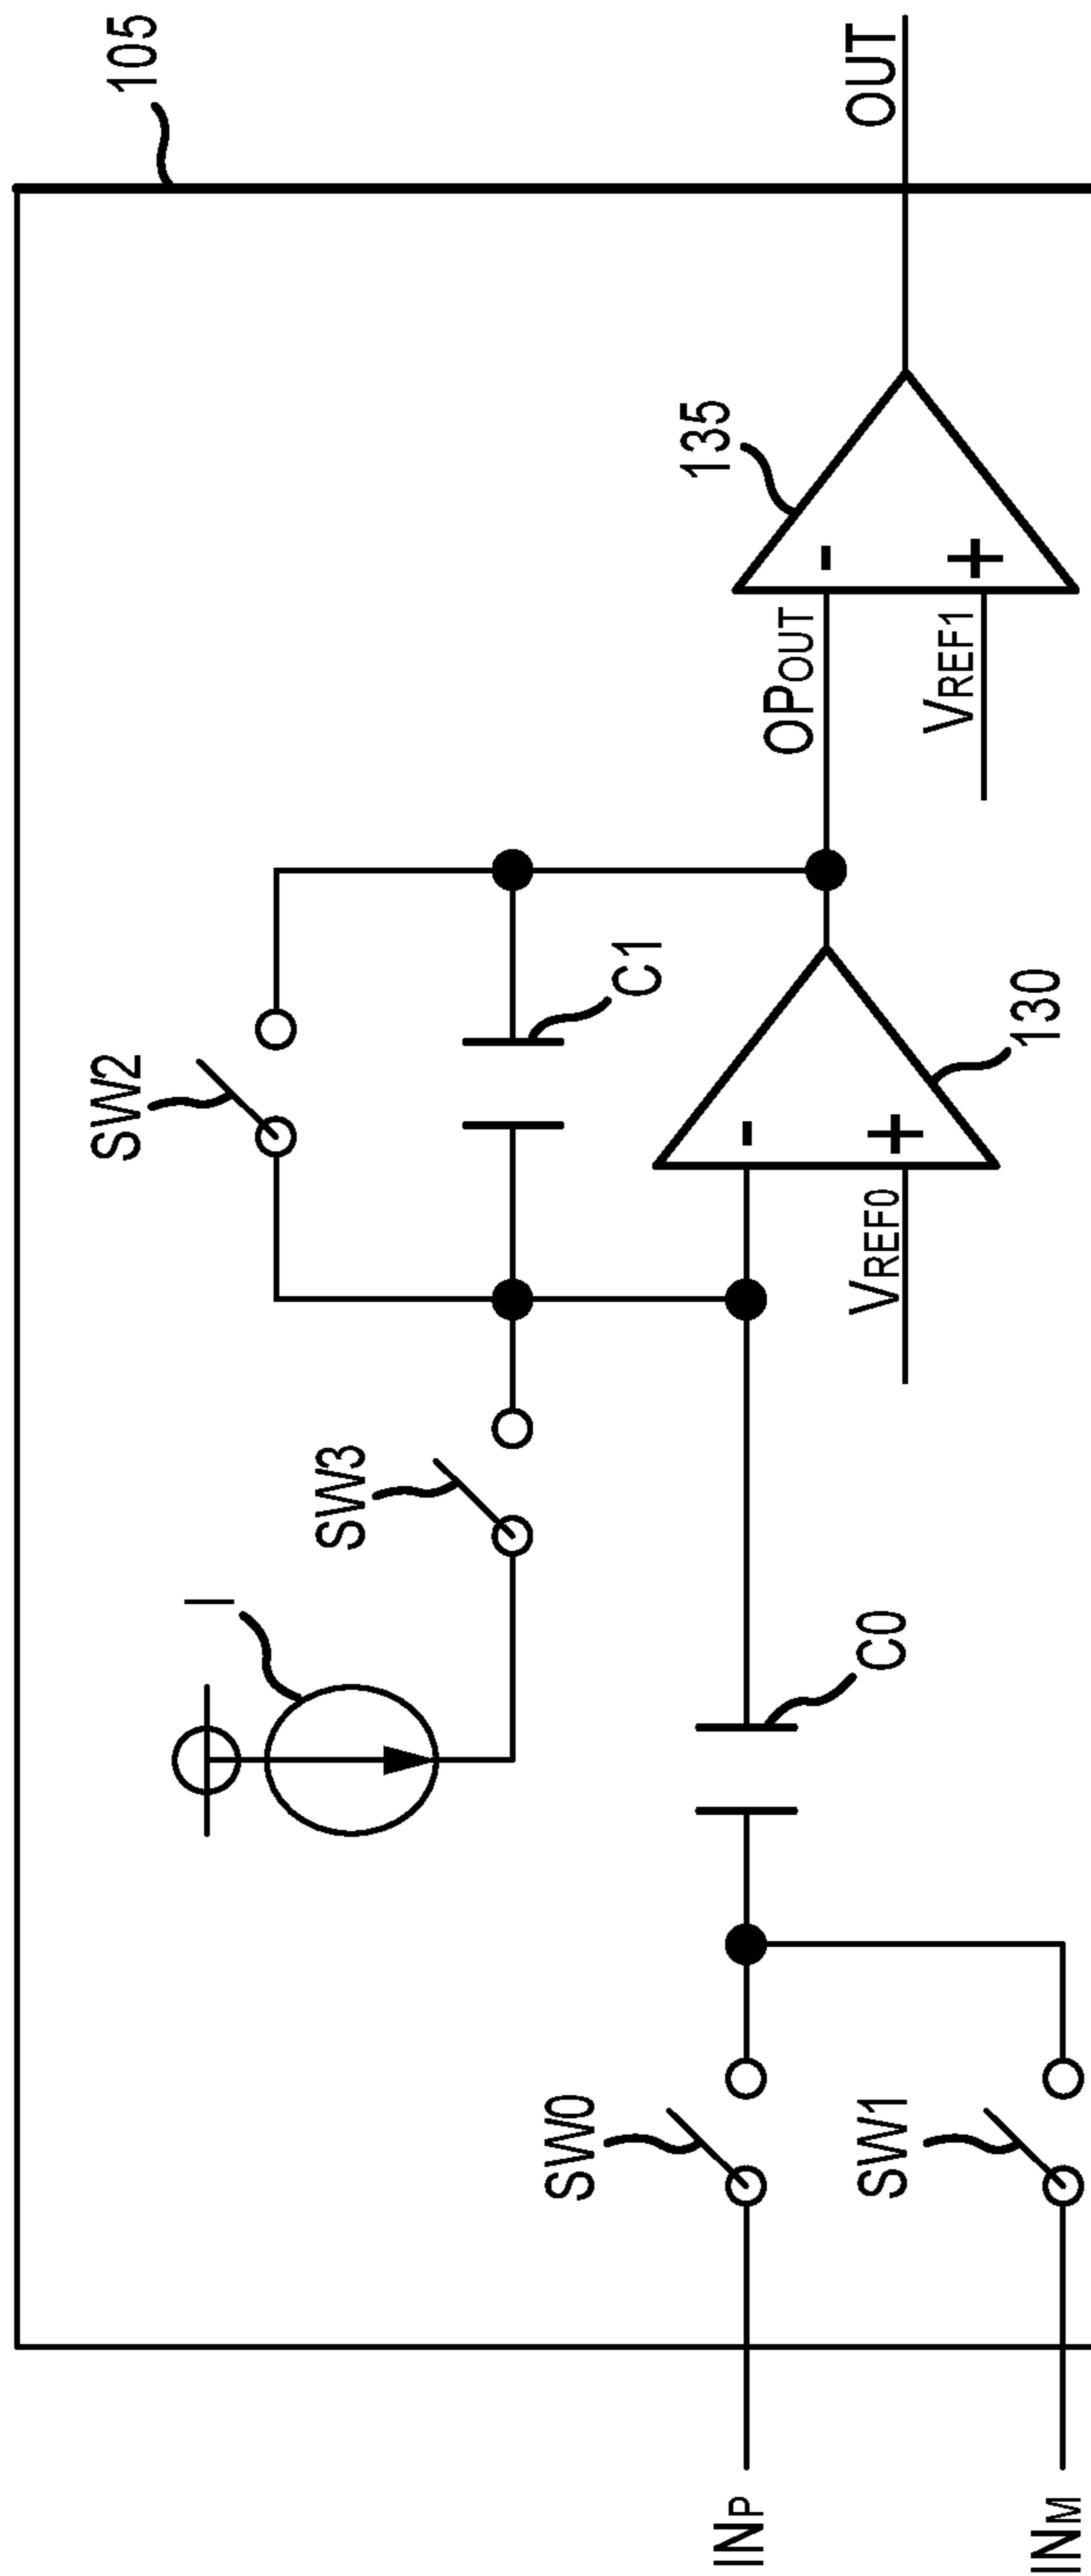 105
SW2
I
SW3
C1
135
OUT
OPOUT
-
+
VREF1
SW0
C0
-
+
130
VREF0
INP
SW1
INM